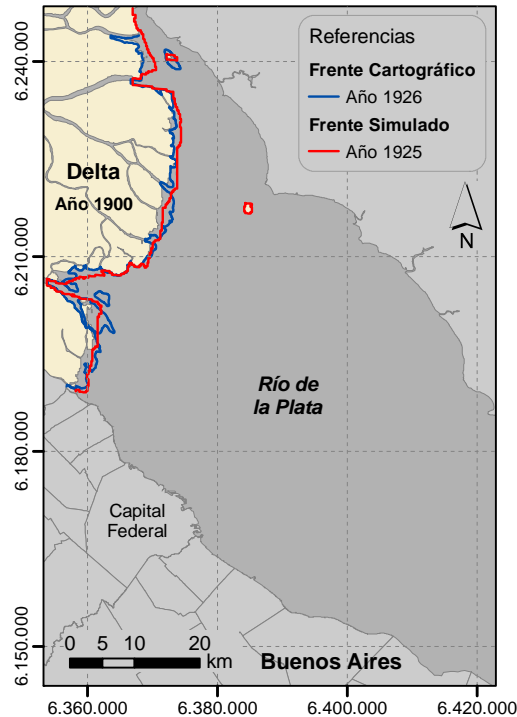 Referencias
Frente Cartográfico
Año 1926
Frente Simulado
Año 1925
N
Delta
Año 1900
Río de
la Plata
Capital
Federal
Buenos Aires
0 5 10 20
km
6.240.000
6.210.000
6.180.000
6.150.000
6.360.000 6.380.000 6.400.000 6.420.000